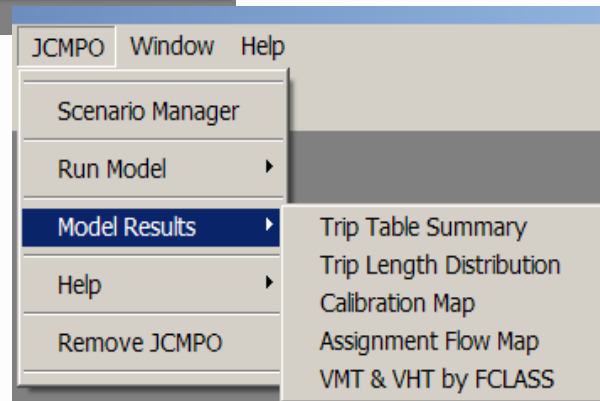 JCMPO Window Help
Scenario Manager
Run Model
Model Results
Help
Remove JCMPO
Trip Table Summary
Trip Length Distribution
Calibration Map
Assignment Flow Map
VMT & VHT by FCLASS